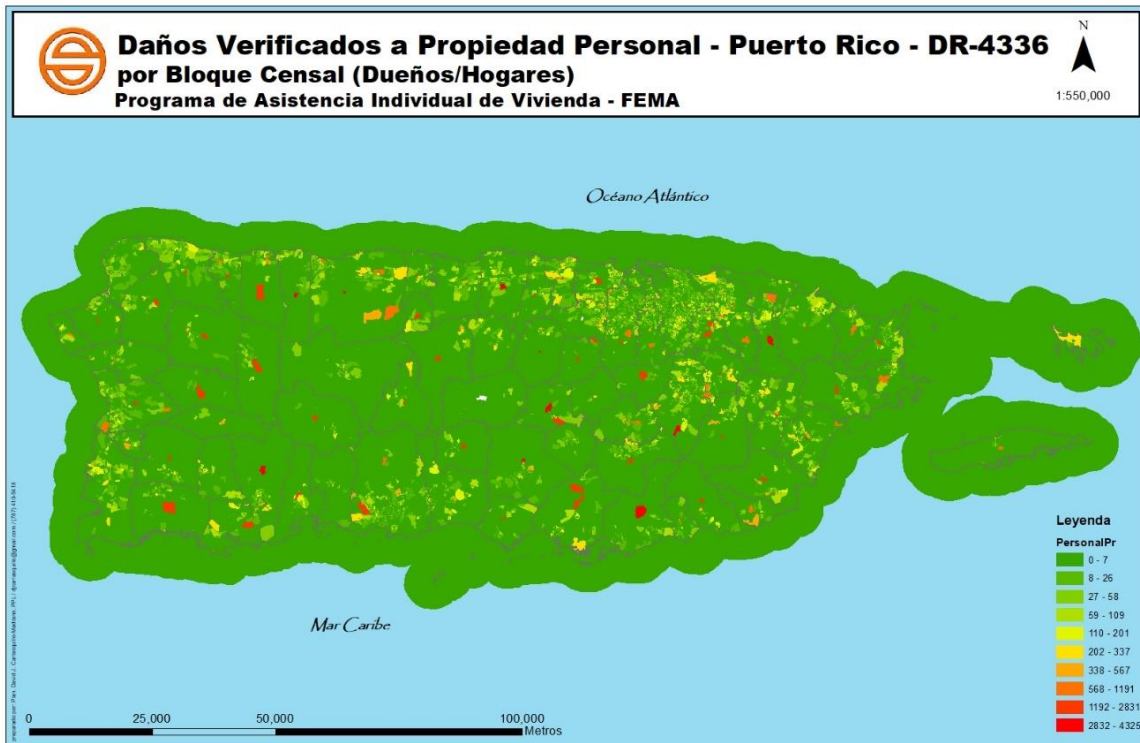 Daños Verificados a Propiedad Personal - Puerto Rico - DR-4336
por Bloque Censal (Dueños/Hogares)
Programa de Asistencia Individual de Vivienda - FEMA
N
1:550,000
Océano Atlántico
Mar Caribe
Leyenda
PersonalPr
0 - 7
8 - 26
27 - 58
59 - 109
110 - 201
202 - 337
338 - 567
568 - 1191
1192 - 2831
2832 - 4325
0 25,000 50,000 100,000
Metros